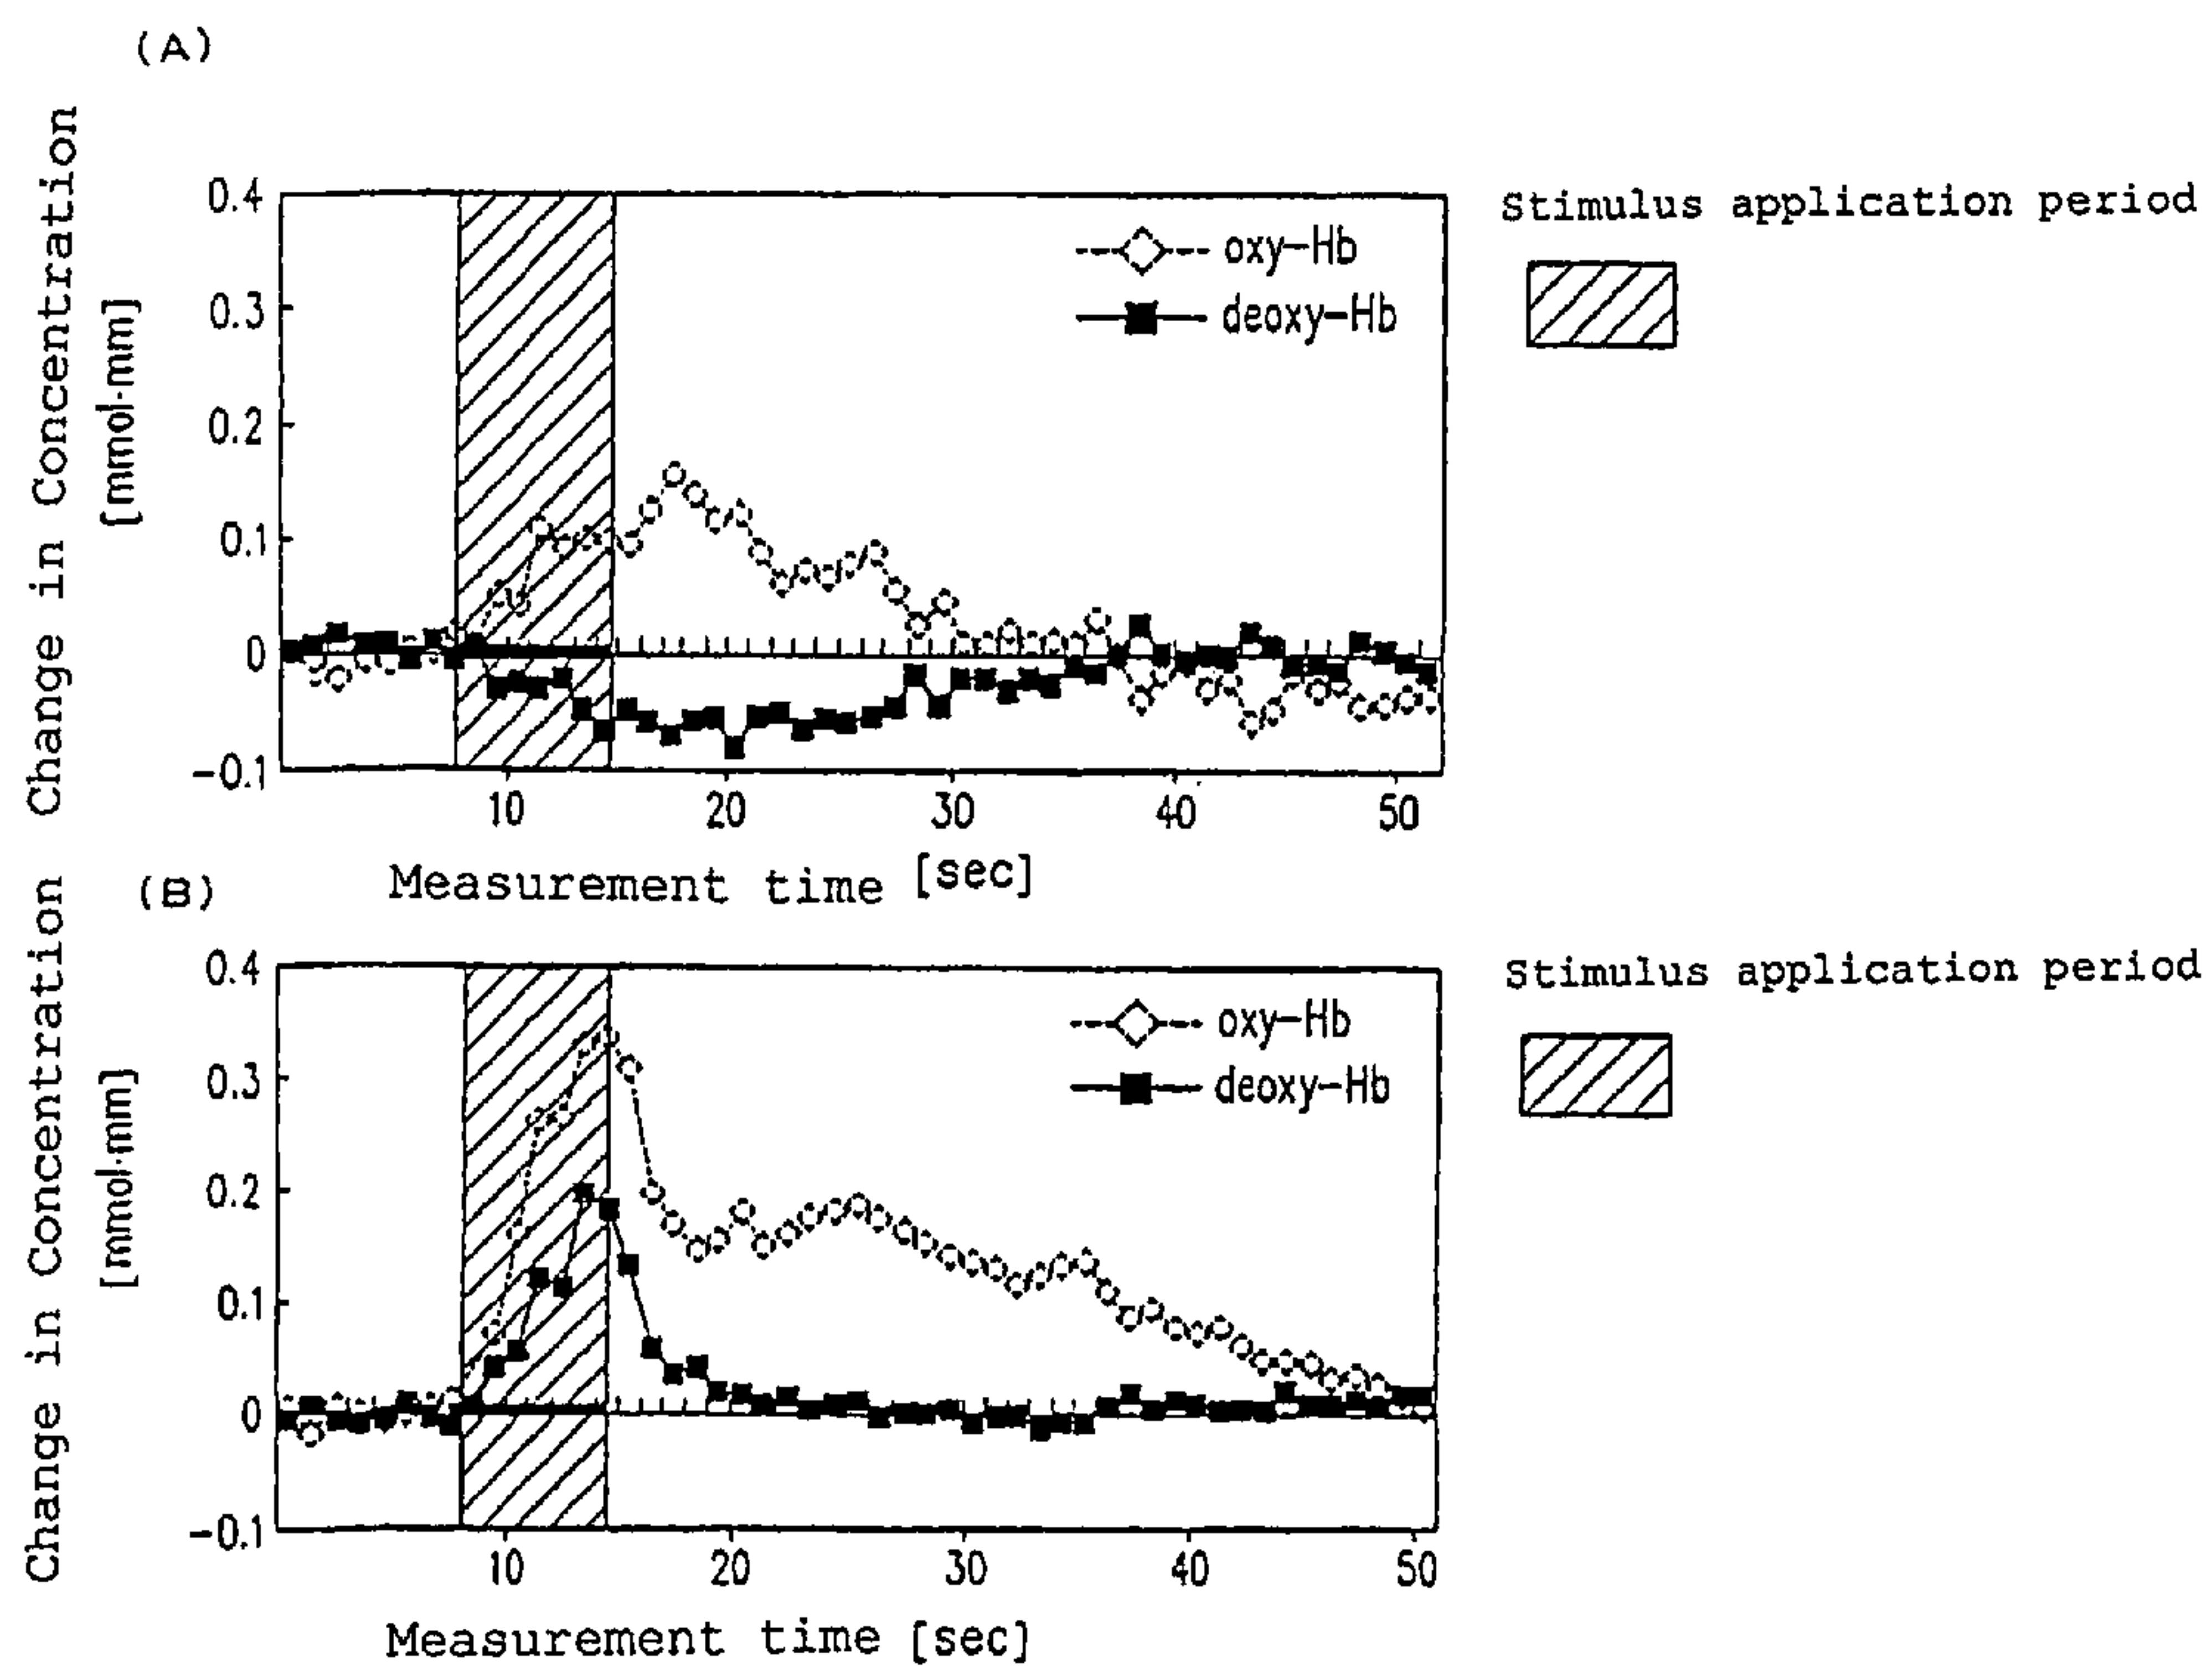 (A)
Change in Concentration
[mmol·mm]
0.4
0.3
0.2
0.1
0
-0.1
oxy-Hb
deoxy-Hb
Stimulus application period
10 20 30 40 50
Measurement time [sec]
(B)
Change in Concentration
[mmol·mm]
0.4
0.3
0.2
0.1
0
-0.1
oxy-Hb
deoxy-Hb
Stimulus application period
10 20 30 40 50
Measurement time [sec]